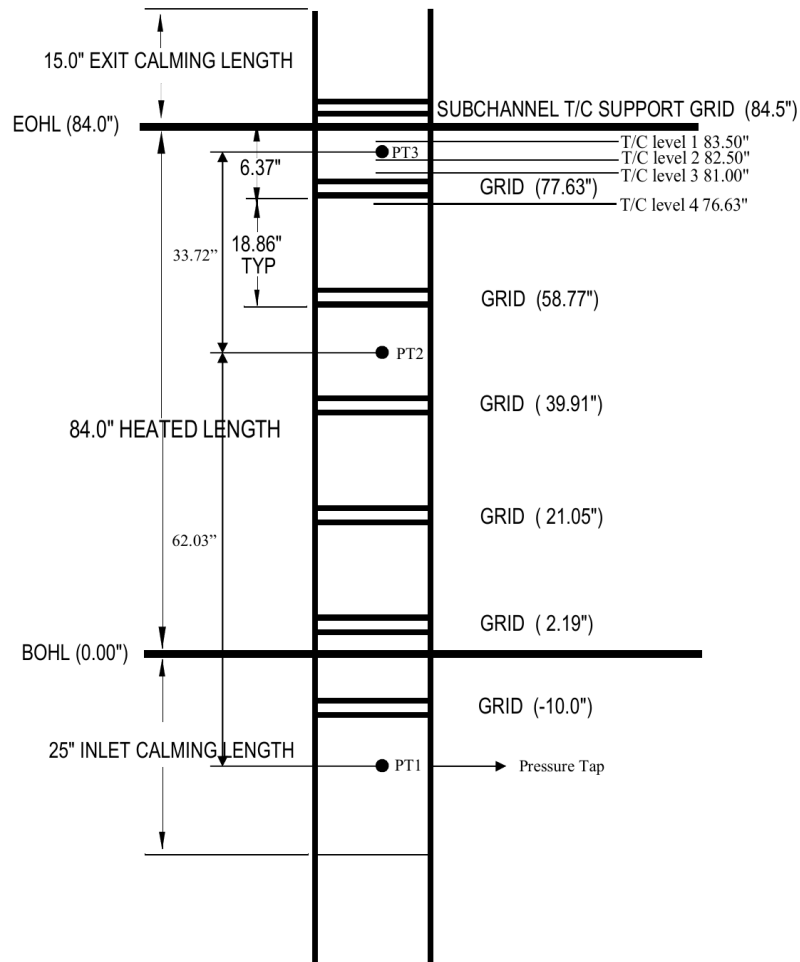 15.0" EXIT CALMING LENGTH
SUBCHANNEL T/C SUPPORT GRID (84.5")
EOHL (84.0")
T/C level 1 83.50"
PT3
T/C level 2 82.50"
6.37"
T/C level 3 81.00"
GRID (77.63")
T/C level 4 76.63"
33.72”
18.86"
TYP
GRID (58.77")
PT2
GRID ( 39.91")
84.0" HEATED LENGTH
GRID ( 21.05")
62.03”
GRID ( 2.19")
BOHL (0.00")
GRID (-10.0")
25" INLET CALMING LENGTH
PT1
Pressure Tap